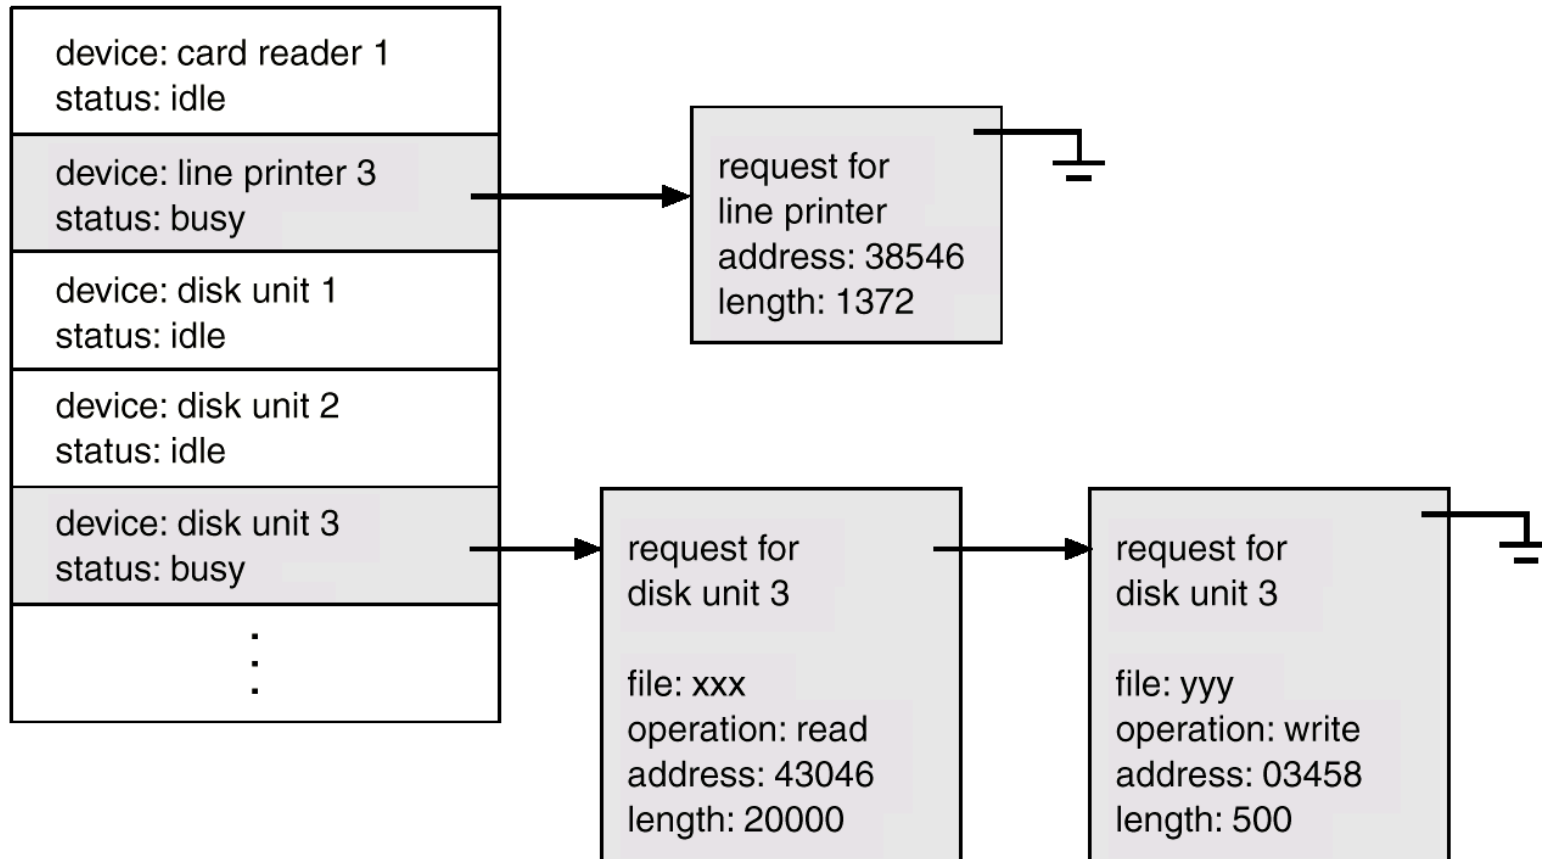 device: card reader 1
status: idle
device: line printer 3
status: busy
device: disk unit 1
status: idle
device: disk unit 2
status: idle
device: disk unit 3
status: busy
request for
line printer
address: 38546
length: 1372
request for
disk unit 3
file: xxx
operation: read
address: 43046
length: 20000
request for
disk unit 3
file: yyy
operation: write
address: 03458
length: 500